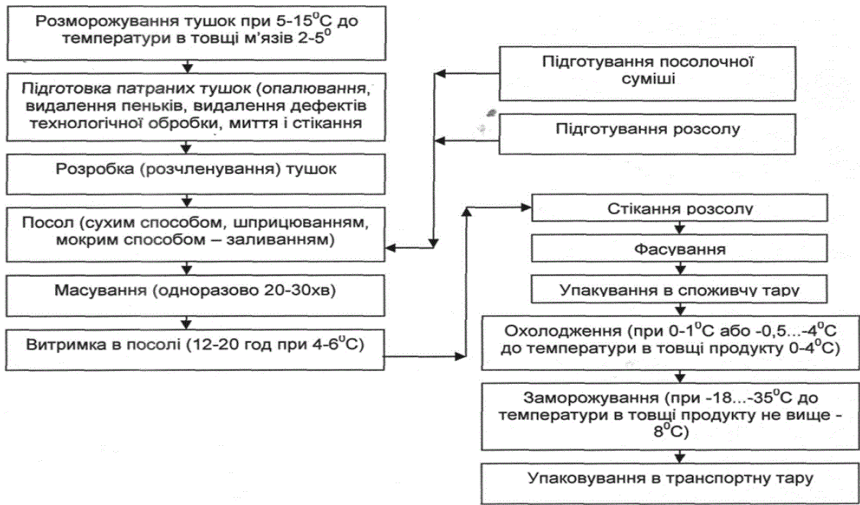 Розморожування тушок при 5-15⁰С до
температури в товщі м'язів 2-5⁰
Підготовка патраних тушок (опалювання,
видалення пеньків, видалення дефектів
технологічної обробки, миття і стікання
Розробка (розчленування) тушок
Посол (сухим способом, шприцюванням,
мокрим способом – заливанням)
Масування (одноразово 20-30хв)
Витримка в посолі (12-20 год при 4-6⁰С)
Підготування посолочної
суміші
Підготування розсолу
Стікання розсолу
Фасування
Упакування в споживчу тару
Охолодження (при 0-1⁰С або -0,5...-4⁰С
до температури в товщі продукту 0-4⁰С)
Заморожування (при -18...-35⁰С до
температури в товщі продукту не вище -
8⁰С)
Упаковування в транспортну тару